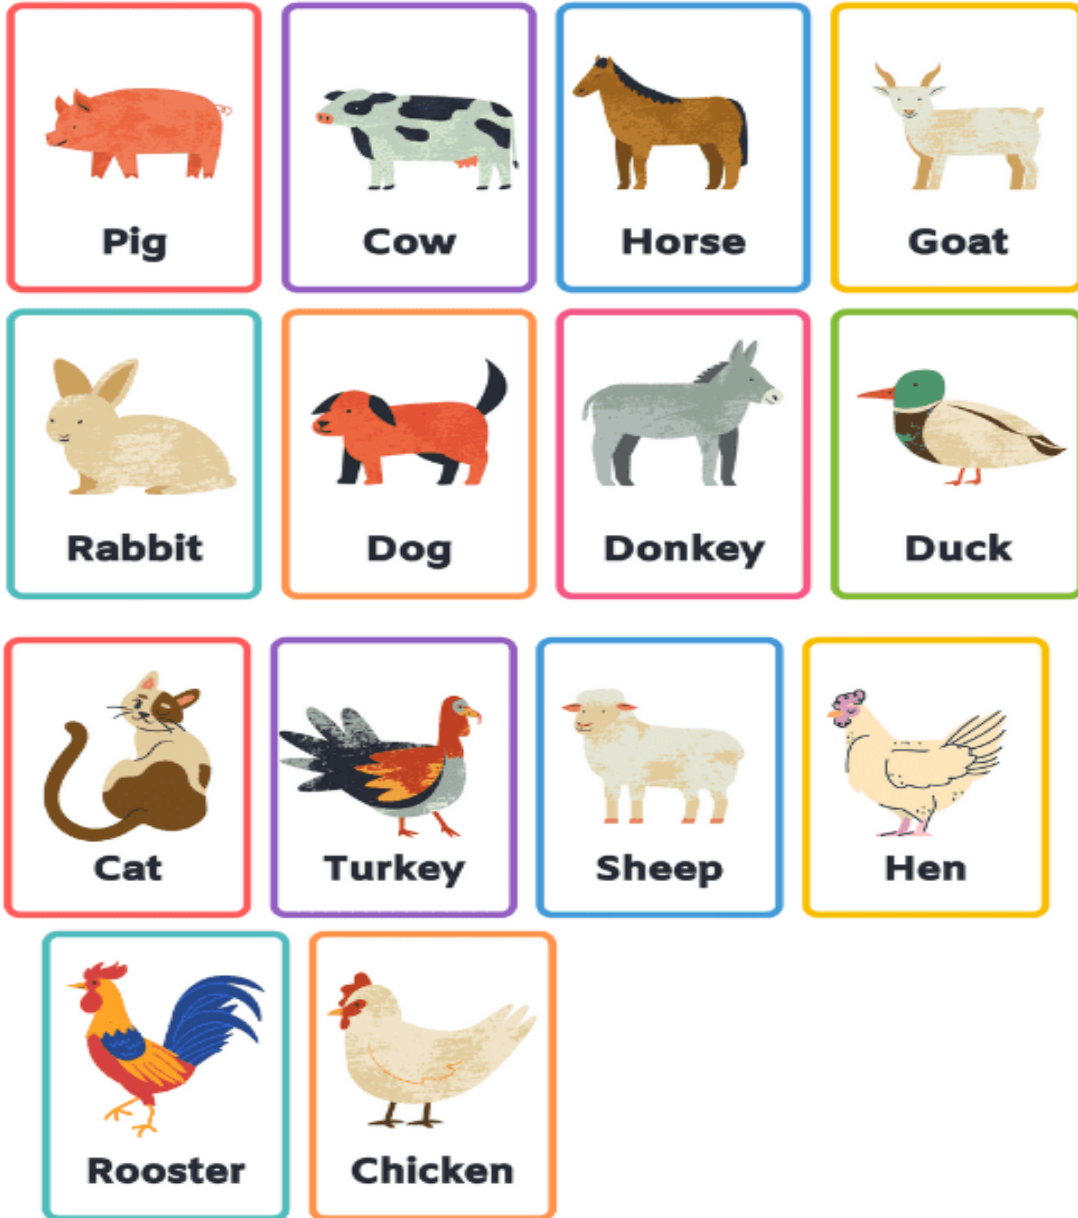 Pig
Cow
Horse
Goat
Rabbit
Dog
Donkey
Duck
Cat
Turkey
Sheep
Hen
Rooster
Chicken